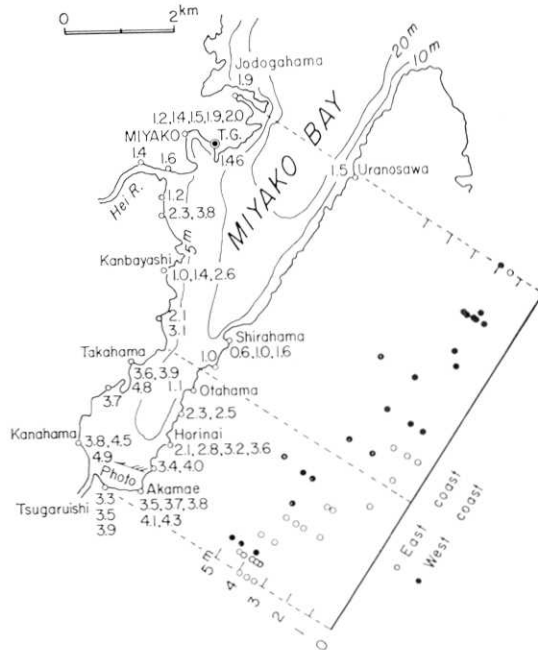 0 2 km
Jodogahama
1.9
20m
10m
1.2, 1.4, 1.5, 1.9, 2.0
MIYAKO
T.G.
1.46
MIYAKO BAY
1.4
1.6
1.5
Uranosawa
Hei R.
1.2
2.3, 3.8
5m
Kanbayashi
1.0, 1.4, 2.6
2.1
3.1
Shirahama
0.6, 1.0, 1.6
1.0
Takahama
3.6, 3.9
4.8
1.1
3.7
Otahama
2.3, 2.5
Kanahama
3.8, 4.5
4.9
Horinai
2.1, 2.8, 3.2, 3.6
3.4, 4.0
Photo
Tsugaruishi
3.3
3.5
3.9
Akamae
3.5, 3.7, 3.8
4.1, 4.3
5m
4
3
2
1
0
East coast
West coast